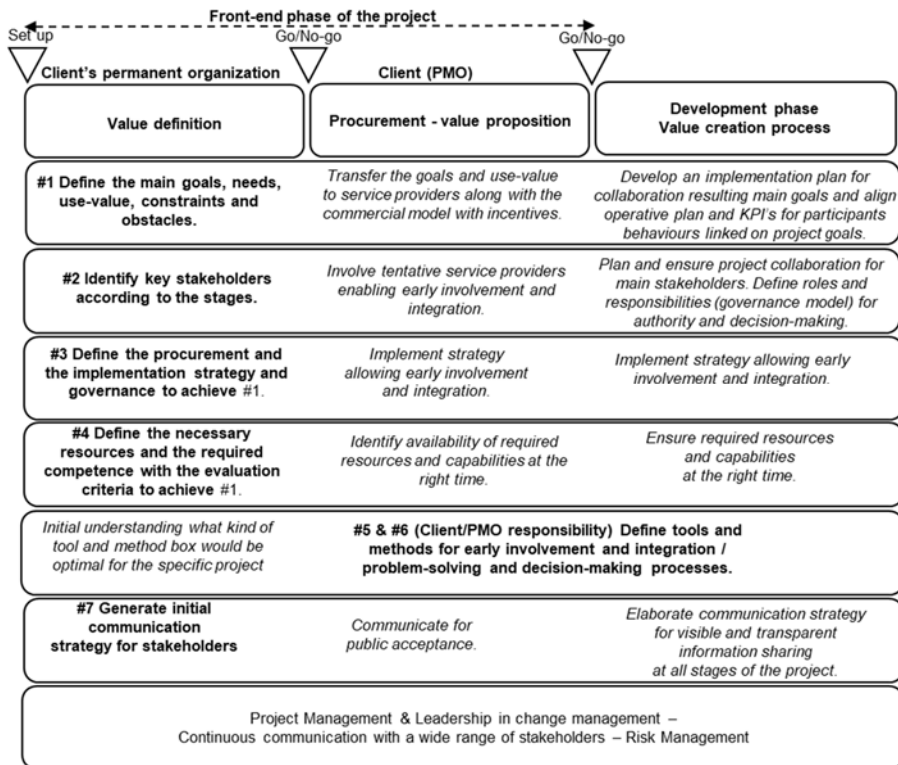 Front-end phase of the project
Set up
Go/No-go
Go/No-go
Client's permanent organization
Client (PMO)
Value definition
Procurement - value proposition
Development phase
Value creation process
#1 Define the main goals, needs,
use-value, constraints and
obstacles.
Transfer the goals and use-value
to service providers along with the
commercial model with incentives.
Develop an implementation plan for
collaboration resulting main goals and align
operative plan and KPI's for participants
behaviours linked on project goals.
#2 Identify key stakeholders
according to the stages.
Involve tentative service providers
enabling early involvement and
integration.
Plan and ensure project collaboration for
main stakeholders. Define roles and
responsibilities (governance model) for
authority and decision-making.
#3 Define the procurement and
the implementation strategy and
governance to achieve #1.
Implement strategy
allowing early involvement
and integration.
Implement strategy allowing early
involvement and integration.
#4 Define the necessary
resources and the required
competence with the evaluation
criteria to achieve #1.
Identify availability of required
resources and capabilities at the
right time.
Ensure required resources
and capabilities
at the right time.
Initial understanding what kind of
tool and method box would be
optimal for the specific project
#5 & #6 (Client/PMO responsibility) Define tools and
methods for early involvement and integration /
problem-solving and decision-making processes.
#7 Generate initial
communication
strategy for stakeholders
Communicate for
public acceptance.
Elaborate communication strategy
for visible and transparent
information sharing
at all stages of the project.
Project Management & Leadership in change management –
Continuous communication with a wide range of stakeholders – Risk Management